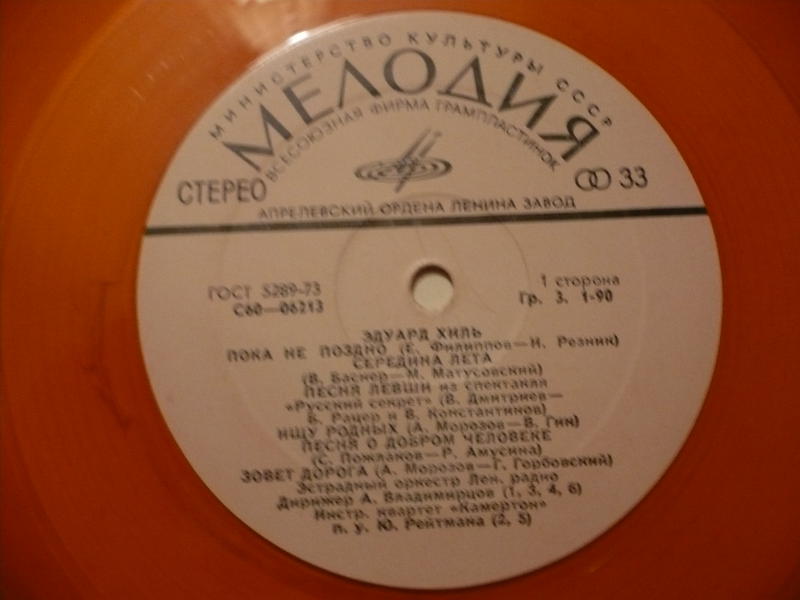 МИНИСТЕРСТВО КУЛЬТУРЫ СССР
МЕЛОДИЯ
ВСЕСОЮЗНАЯ ФИРМА ГРАМПЛАСТИНОК
СТЕРЕО
33
АПРЕЛЕВСКИЙ ОРДЕНА ЛЕНИНА ЗАВОД
ГОСТ 5289-73
С60—06213
1 сторона
Гр. 3. 1-90
ЭДУАРД ХИЛЬ
ПОКА НЕ ПОЗДНО (Е. Филиппов—И. Резник)
СЕРЕДИНА ЛЕТА
(В. Баснер—М. Матусовский)
ПЕСНЯ ЛЕВШИ из спектакля
«Русский секрет» (В. Дмитриев—
Б. Рацер и В. Константинов)
ИЩУ РОДНЫХ (А. Морозов—В. Гин)
ПЕСНЯ О ДОБРОМ ЧЕЛОВЕКЕ
(С. Пожлаков—Р. Амусина)
ЗОВЕТ ДОРОГА (А. Морозов—Г. Горбовский)
Эстрадный оркестр Лен. радио
Дирижер А. Владимирцов (1, 3, 4, 6)
Инстр. квартет «Камертон»
п. у. Ю. Рейтмана (2, 5)